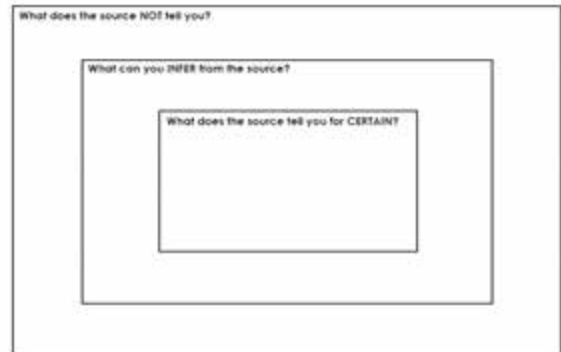 What does the source NOT tell you?
What can you INFER from the source?
What does the source tell you for CERTAIN?